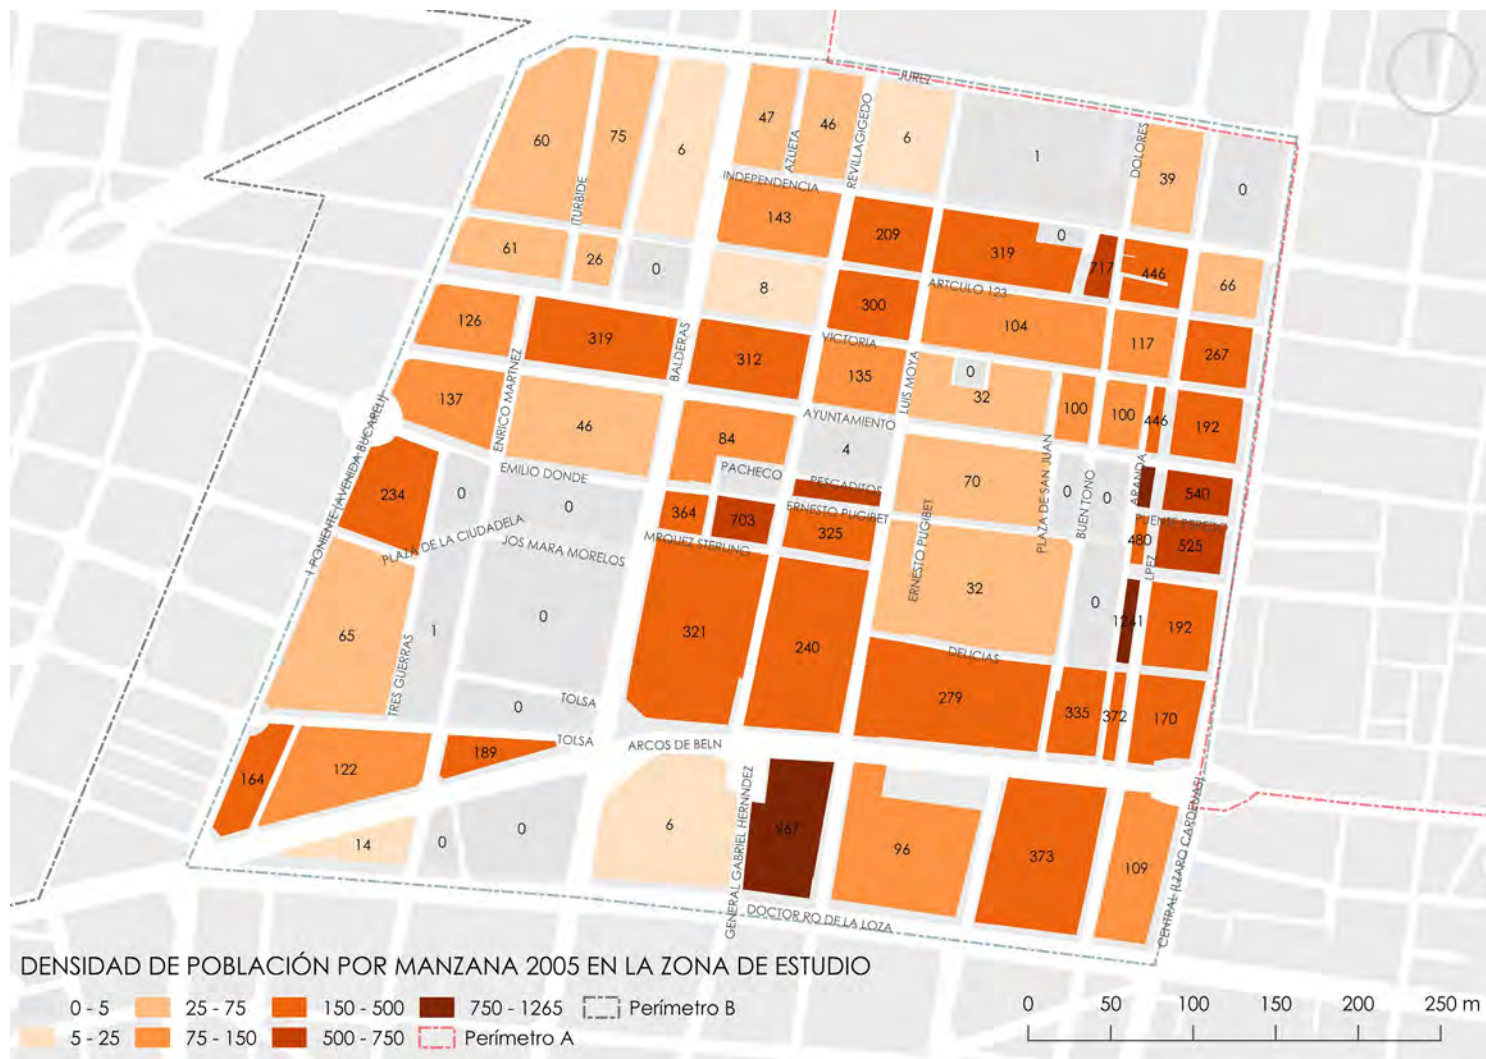 JUREZ
60
75
6
47
AZUETA
46
REVILLAGIGEDO
6
1
DOLORES
39
0
ITURBIDE
INDEPENDENCIA
143
209
319
0
717
446
66
61
26
0
8
300
ARTCULO 123
104
117
267
126
319
BALDERAS
312
VICTORIA
135
LUIS MOYA
0
32
100
100
446
192
137
ENRICO MARTNEZ
46
84
AYUNTAMIENTO
4
70
PLAZA DE SAN JUAN
0
BUEN TONO
0
ARANDA
540
1 PONIENTE (AVENIDA BUCARELI)
234
0
EMILIO DONDE
0
PACHECO
PESCADITOS
364
703
ERNESTO PUGIBET
325
ERNESTO PUGIBET
PUENTE PEREDO
480
525
LPEZ
PLAZA DE LA CIUDADELA
JOS MARA MORELOS
MRQUEZ STERLING
65
TRES GUERRAS
1
0
321
240
32
0
1241
192
DELICIAS
0
TOLSA
279
335
372
170
164
122
189
TOLSA
ARCOS DE BELN
14
0
0
6
GENERAL GABRIEL HERNNDEZ
967
96
373
109
CENTRAL (LZARO CARDENAS)
DOCTOR RO DE LA LOZA
DENSIDAD DE POBLACIÓN POR MANZANA 2005 EN LA ZONA DE ESTUDIO
0 - 5 25 - 75 150 - 500 750 - 1265 Perímetro B
5 - 25 75 - 150 500 - 750 Perímetro A
0 50 100 150 200 250 m